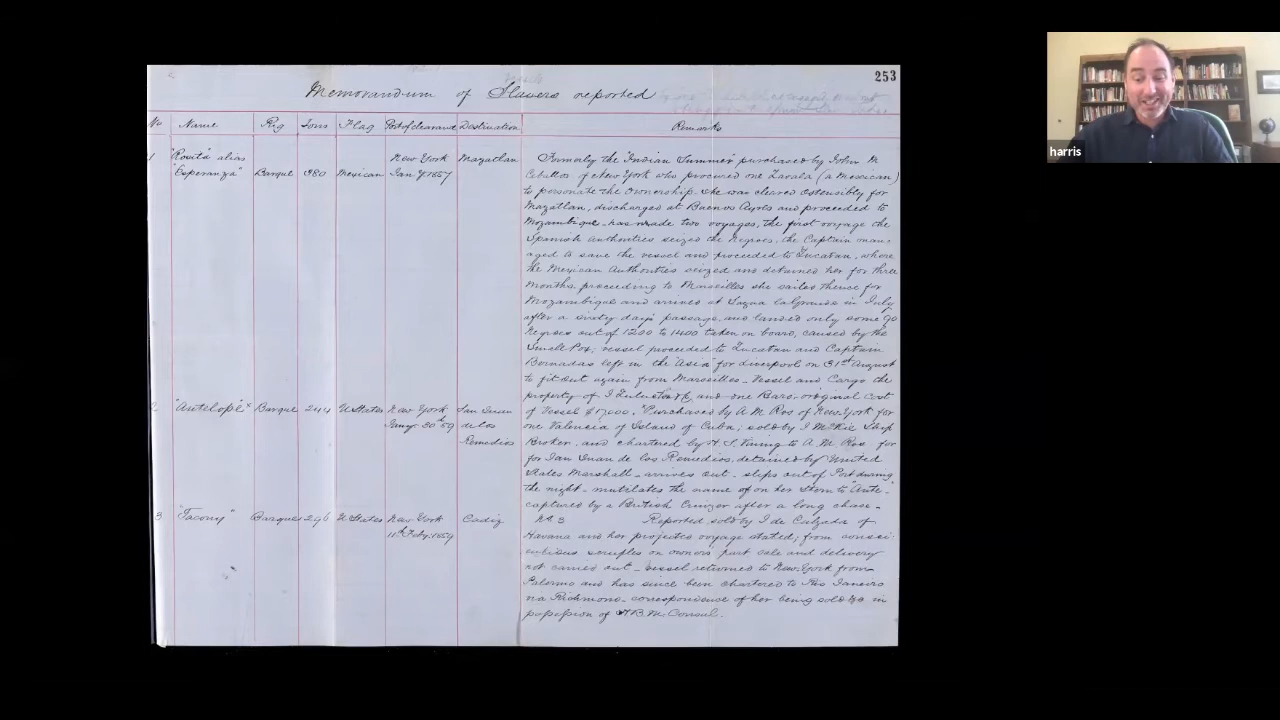 253
Memorandum of Slavers reported
No Name Rig Tons Flag Port of clearance Destination Remarks
1 "Rosita" alias "Esperanza" Barque 380 Mexican New York Jany 1857 Mazatlan
Formerly the "Indian Summer" purchased by John M
Ceballos of New York who procured one Zavala (a Mexican)
to personate the Ownership. She was cleared ostensibly for
Mazatlan, discharged at Buenos Ayres and proceeded to
Mozambique - has made two voyages, the first voyage the
Spanish Authorities seized the Negroes, the Captain man-
aged to save the vessel and proceeded to Yucatan, where
the Mexican Authorities seized and detained her for three
Months, proceeding to Marseilles she sailed thence for
Mozambique and arrived at Sagua la Grande in July
after a ninety days passage, and landed only some
Negroes out of 1200 to 1400 taken on board, caused by the
Small Pox; vessel proceeded to Yucatan and Captain
left in the "Asia" for Liverpool on 31st August
to fit out again from Marseilles - Vessel and Cargo the
property of J and one Baro, original cost
of Vessel $17,000.
2 "Antelope" Barque 244 U States New York Jany 30th 59 San Juan de los Remedios
"Purchased by A M Ros of New York for
one Valencia of Island of Cuba; sold by J McKie Ship
Broker, and chartered by H. S. Vining to A. M. Ros for
for San Juan de los Remedios, detained by United
States Marshall - arrives out - slips out of Port during
the night - mutilates the name of on her Stern to "Ante-
captured by a British Cruizer after a long chase -
3 "Tacony" Barque 296 U States New York 11th Feby 1859 Cadiz
No 3 Reported sold by J de Calzada of
Havana and her projected voyage stated; from consci-
entious scruples on owners' part sale and delivery
not carried out - vessel returned to New York from
Palermo and has since been chartered to Rio Janeiro
via Richmond - correspondence of her being sold is in
possession of H.B.M. Consul.
harris